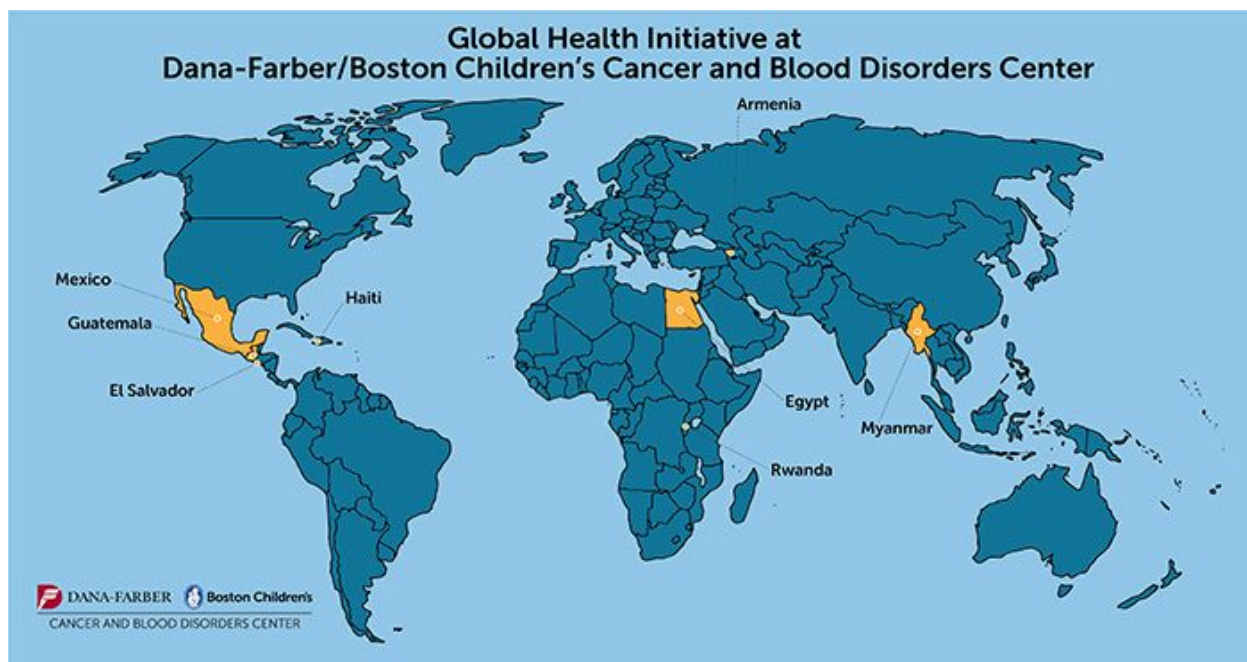 Global Health Initiative at
Dana-Farber/Boston Children's Cancer and Blood Disorders Center
Armenia
Mexico
Haiti
Guatemala
El Salvador
Egypt
Myanmar
Rwanda
DANA-FARBER Boston Children's
CANCER AND BLOOD DISORDERS CENTER